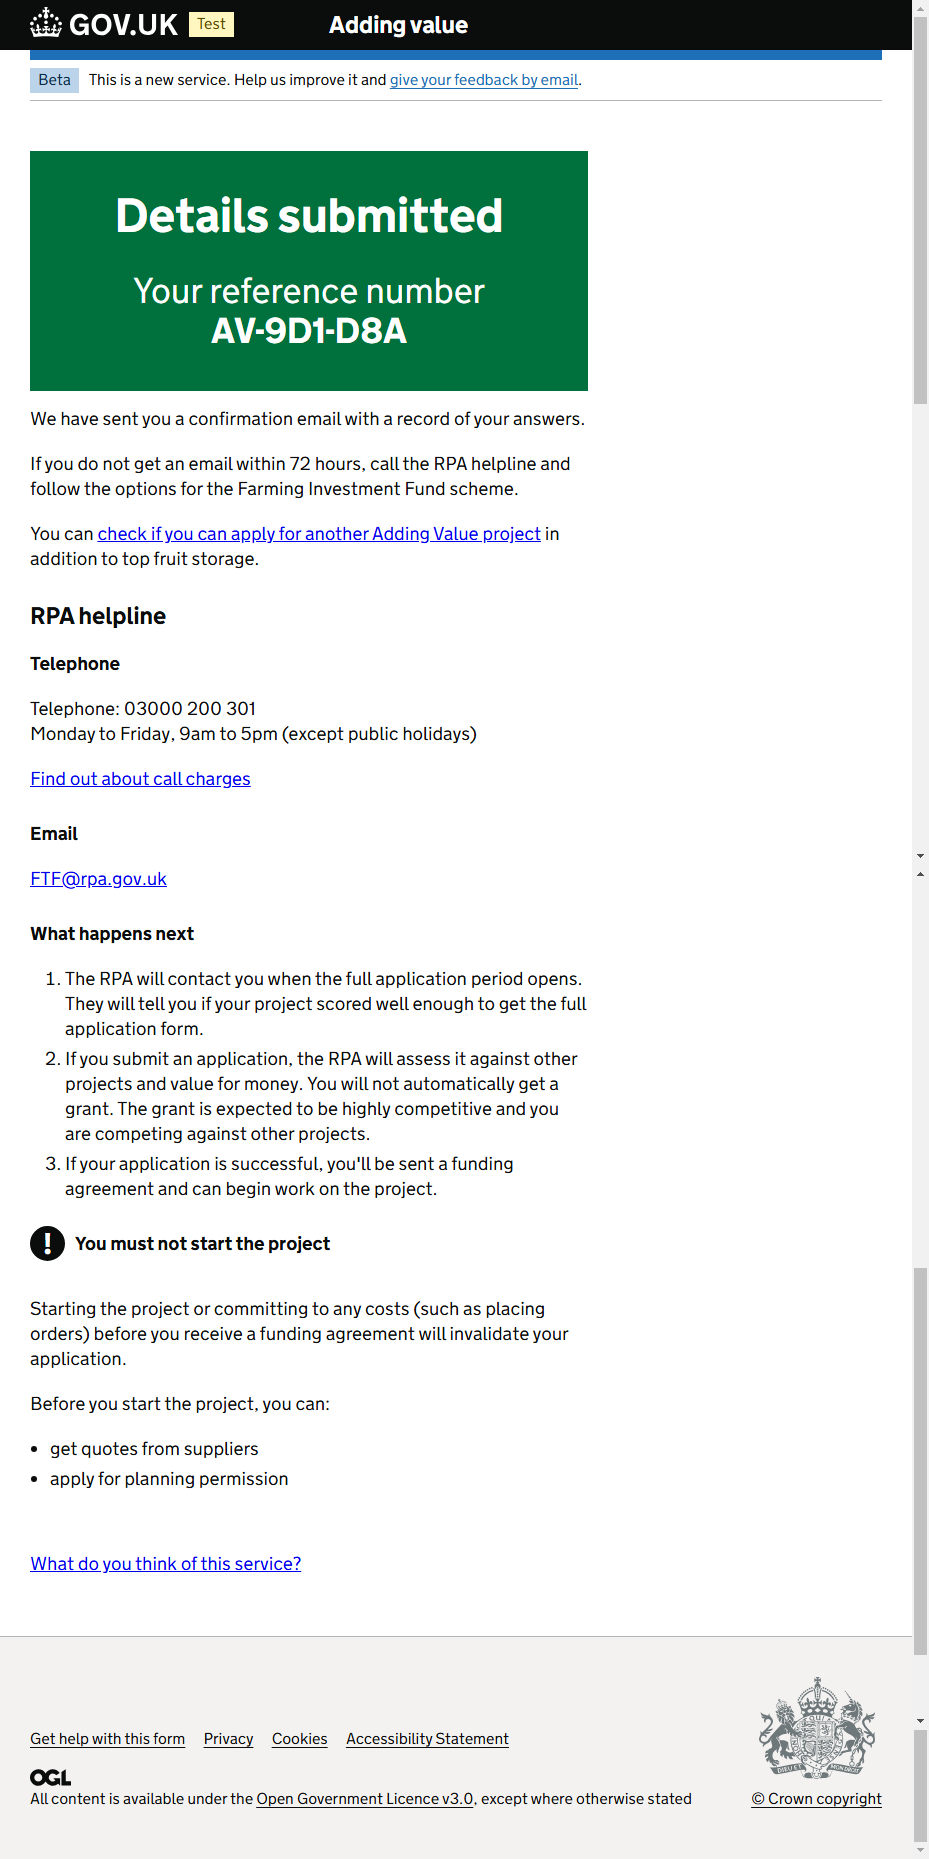 GOV.UK Test Adding value
Beta This is a new service. Help us improve it and give your feedback by email.
Details submitted
Your reference number
AV-9D1-D8A
We have sent you a confirmation email with a record of your answers.
If you do not get an email within 72 hours, call the RPA helpline and
follow the options for the Farming Investment Fund scheme.
You can check if you can apply for another Adding Value project in
addition to top fruit storage.
RPA helpline
Telephone
Telephone: 03000 200 301
Monday to Friday, 9am to 5pm (except public holidays)
Find out about call charges
Email
FTF@rpa.gov.uk
What happens next
1. The RPA will contact you when the full application period opens.
They will tell you if your project scored well enough to get the full
application form.
2. If you submit an application, the RPA will assess it against other
projects and value for money. You will not automatically get a
grant. The grant is expected to be highly competitive and you
are competing against other projects.
3. If your application is successful, you'll be sent a funding
agreement and can begin work on the project.
! You must not start the project
Starting the project or committing to any costs (such as placing
orders) before you receive a funding agreement will invalidate your
application.
Before you start the project, you can:
• get quotes from suppliers
• apply for planning permission
What do you think of this service?
Get help with this form Privacy Cookies Accessibility Statement
OGL
All content is available under the Open Government Licence v3.0, except where otherwise stated
© Crown copyright